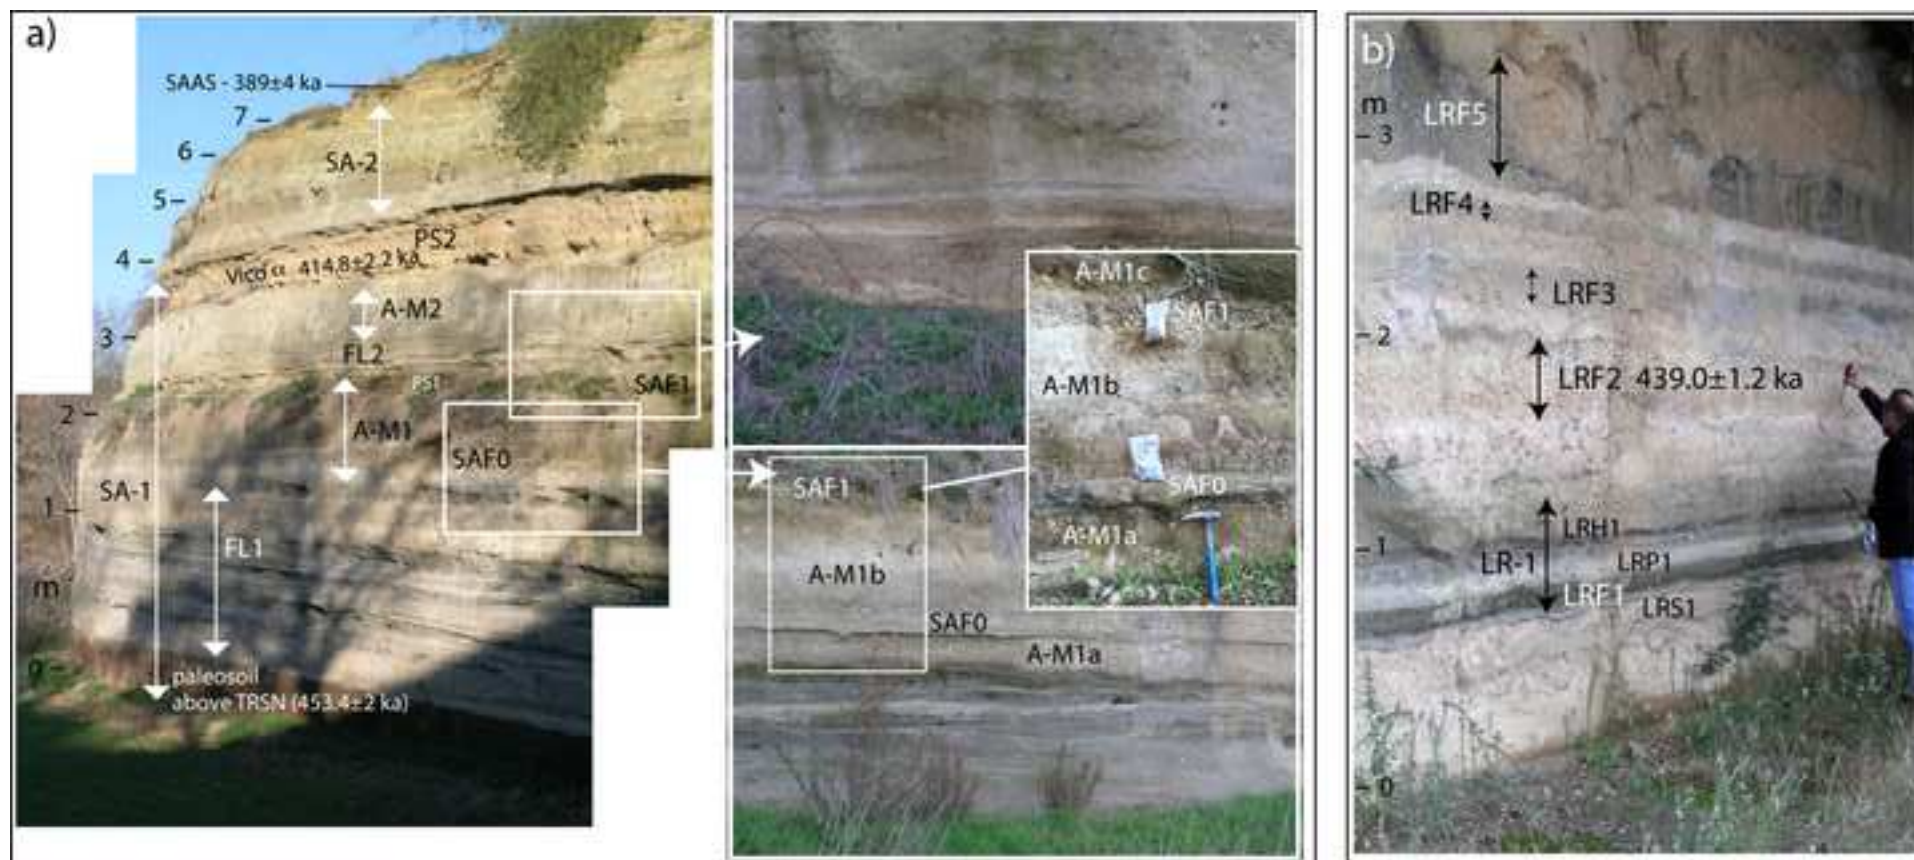 a)
SAAS - 389±4 ka
7
6
SA-2
5
PS2
4
Vico α 414.8±2.2 ka
A-M2
3
FL2
PS1
SAF1
2
A-M1
SAF0
SA-1
1
FL1
m
0
paleosoil
above TRSN (453.4±2 ka)
A-M1c
SAF1
A-M1b
SAF0
A-M1a
SAF1
A-M1b
SAF0
A-M1a
b)
m
LRF5
3
LRF4
LRF3
2
LRF2 439.0±1.2 ka
LRH1
1
LR-1
LRP1
LRF1
LRS1
0